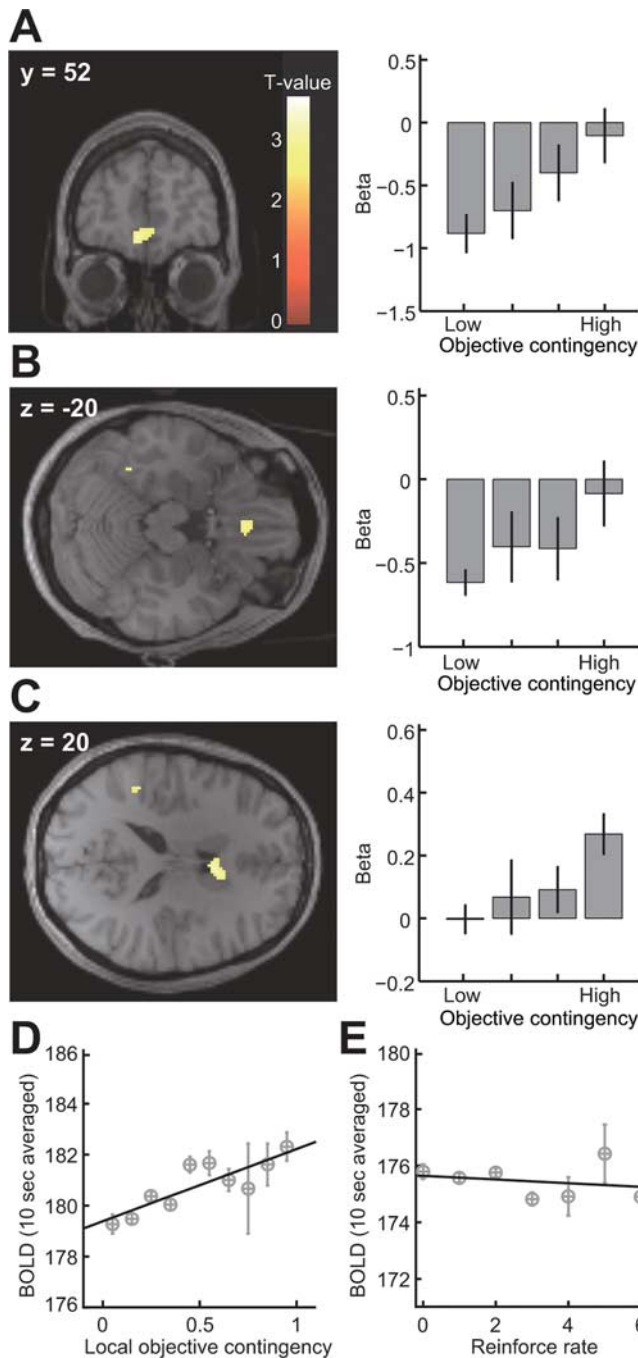 A
y = 52
T-value
3
2
1
0
0
−0.5
−1
−1.5
Beta
Low
High
Objective contingency
B
z = -20
0.5
0
−0.5
−1
Beta
Low
High
Objective contingency
C
z = 20
0.6
0.4
0.2
0
−0.2
Beta
Low
High
Objective contingency
D
186
184
182
180
178
176
BOLD (10 sec averaged)
0
0.5
1
Local objective contingency
E
180
178
176
174
172
BOLD (10 sec averaged)
0
2
4
6
Reinforce rate